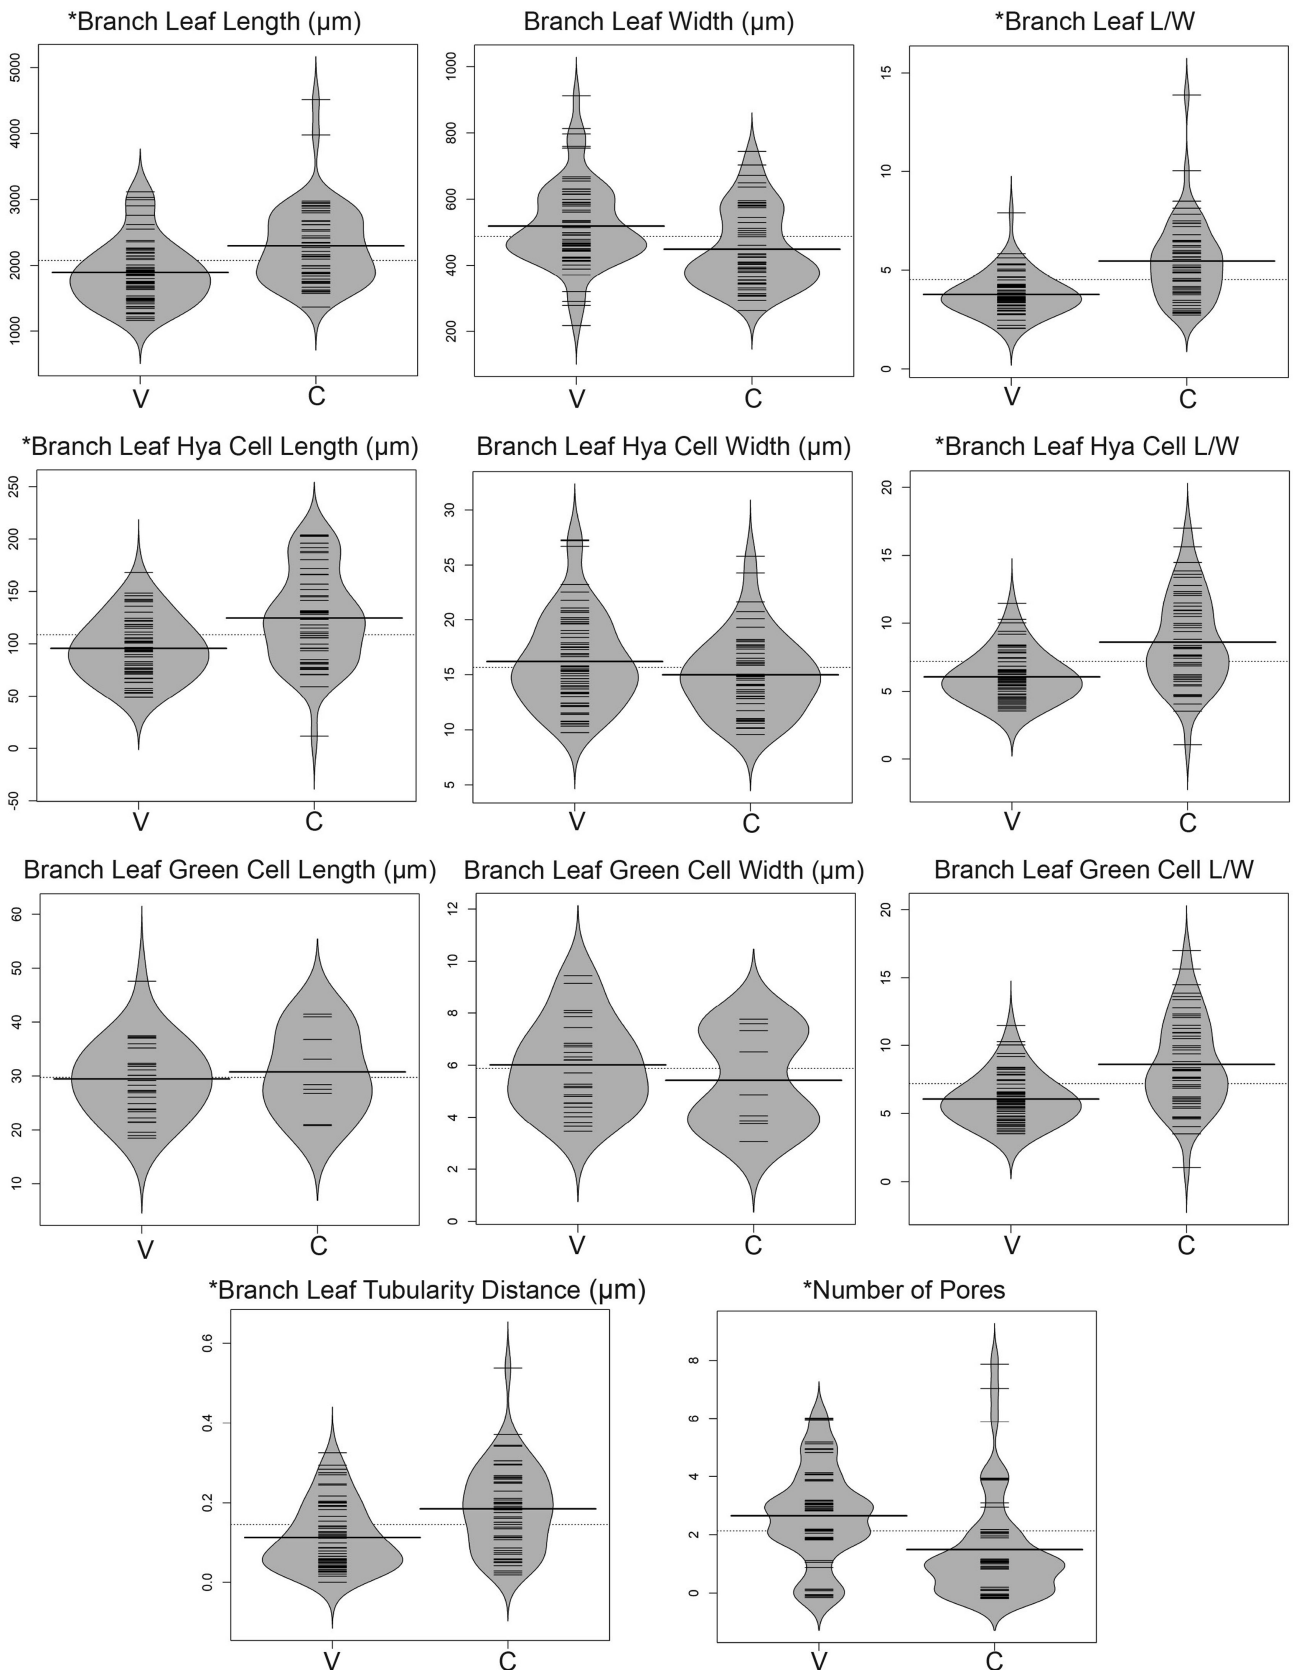 *Branch Leaf Length (µm)
5000
4000
3000
2000
1000
V C
Branch Leaf Width (µm)
1000
800
600
400
200
V C
*Branch Leaf L/W
15
10
5
0
V C
*Branch Leaf Hya Cell Length (µm)
250
200
150
100
50
0
-50
V C
Branch Leaf Hya Cell Width (µm)
30
25
20
15
10
5
V C
*Branch Leaf Hya Cell L/W
20
15
10
5
0
V C
Branch Leaf Green Cell Length (µm)
60
50
40
30
20
10
V C
Branch Leaf Green Cell Width (µm)
12
10
8
6
4
2
0
V C
Branch Leaf Green Cell L/W
20
15
10
5
0
V C
*Branch Leaf Tubularity Distance (µm)
0.6
0.4
0.2
0.0
V C
*Number of Pores
8
6
4
2
0
V C